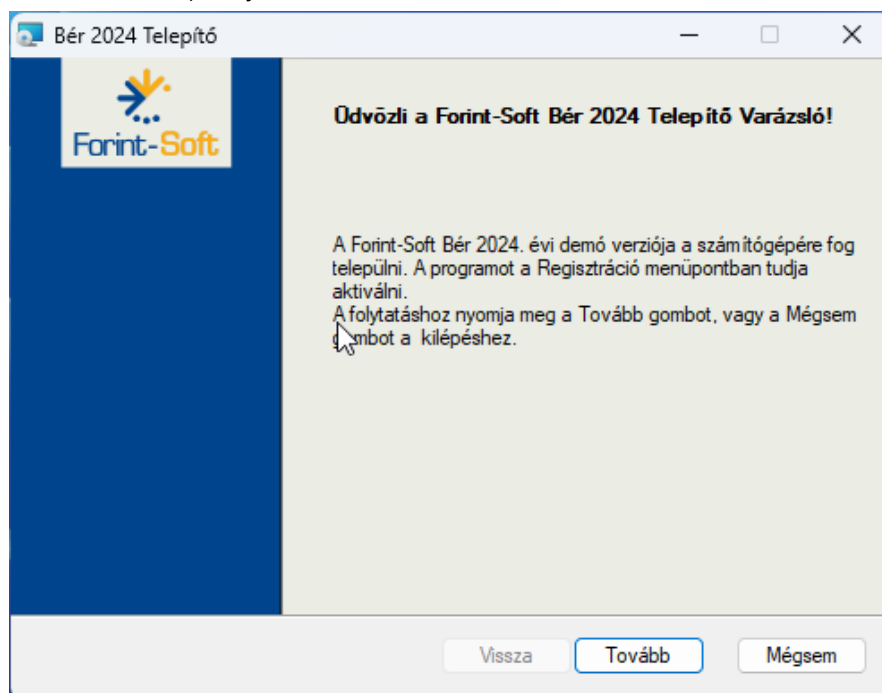 Bér 2024 Telepítő
Forint-Soft
Üdvözli a Forint-Soft Bér 2024 Telepítő Varázsló!
A Forint-Soft Bér 2024. évi demó verziója a számítógépére fog
települni. A programot a Regisztráció menüpontban tudja
aktiválni.
A folytatáshoz nyomja meg a Tovább gombot, vagy a Mégsem
gombot a kilépéshez.
Vissza Tovább Mégsem